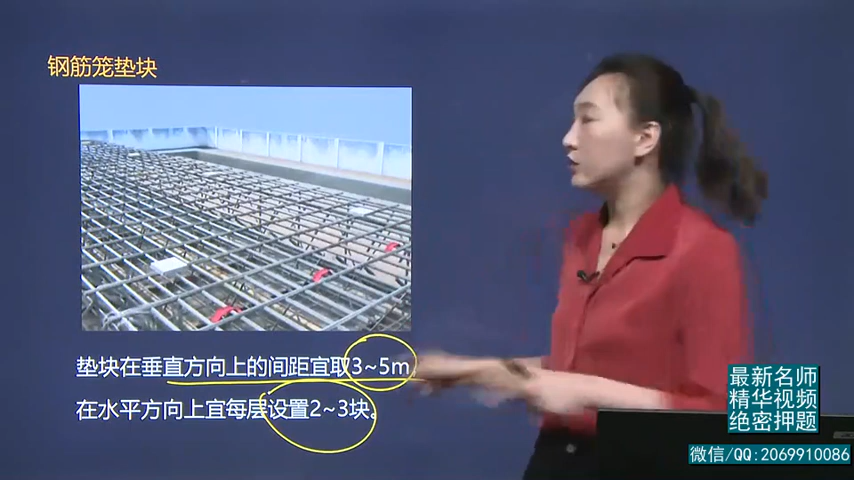 钢筋笼垫块
垫块在垂直方向上的间距宜取3~5m
在水平方向上宜每层设置2~3块。
最新名师
精华视频
绝密押题
微信/QQ:2069910086